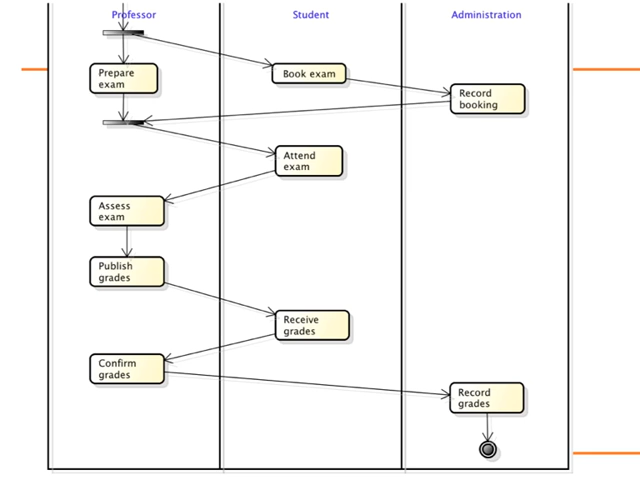 Professor
Student
Administration
Prepare
exam
Book exam
Record
booking
Attend
exam
Assess
exam
Publish
grades
Receive
grades
Confirm
grades
Record
grades